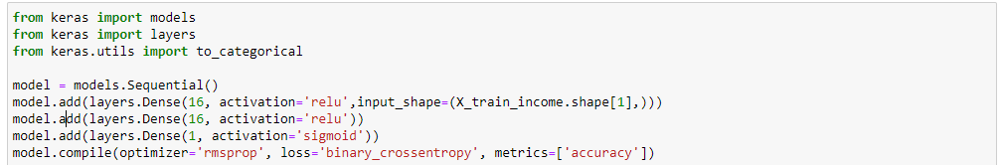 from keras import models
from keras import layers
from keras.utils import to_categorical
model = models.Sequential()
model.add(layers.Dense(16, activation='relu',input_shape=(X_train_income.shape[1],)))
model.add(layers.Dense(16, activation='relu'))
model.add(layers.Dense(1, activation='sigmoid'))
model.compile(optimizer='rmsprop', loss='binary_crossentropy', metrics=['accuracy'])